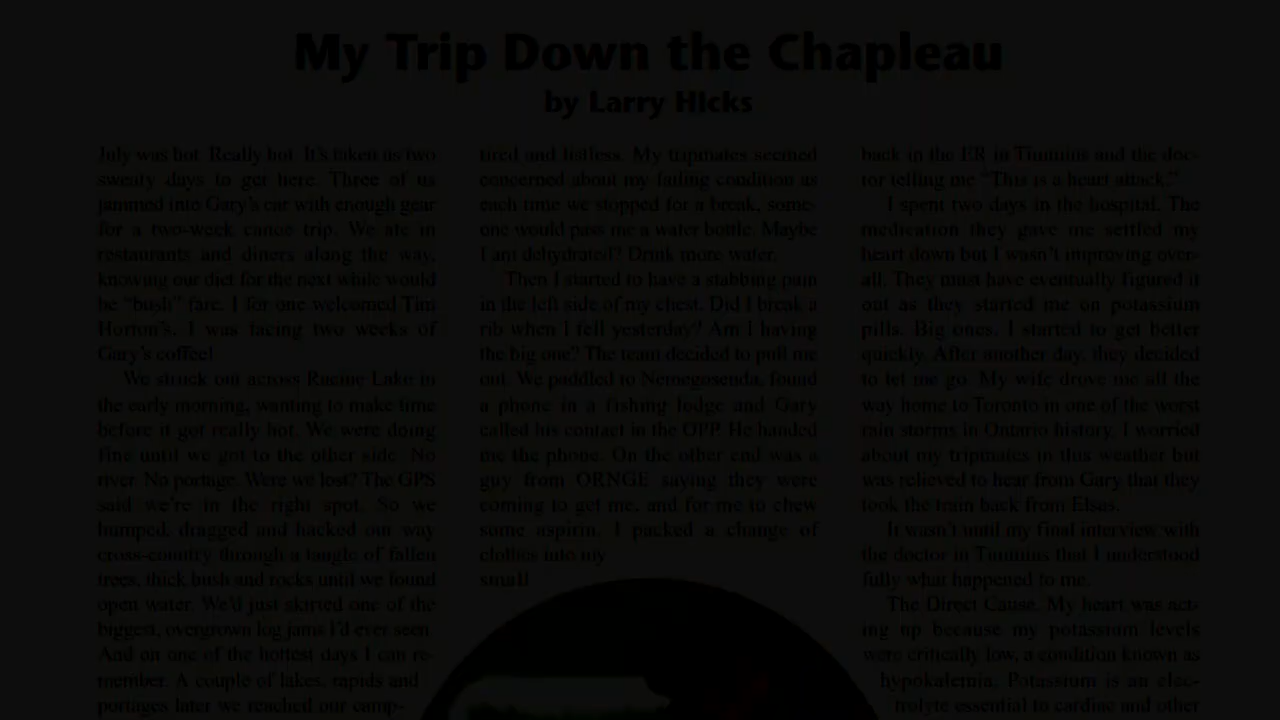 My Trip Down the Chapleau
by Larry Hicks
July was hot. Really hot. It's taken us two
sweaty days to get here. Three of us
jammed into Gary's car with enough gear
for a two-week canoe trip. We ate in
restaurants and diners along the way,
knowing our diet for the next while would
be "bush" fare. I for one welcomed Tim
Horton's. I was facing two weeks of
Gary's coffee!
We struck out across Racine Lake in
the early morning, wanting to make time
before it got really hot. We were doing
fine until we got to the other side. No
river. No portage. Were we lost? The GPS
said we're in the right spot. So we
humped, dragged and hacked our way
cross-country through a tangle of fallen
trees, thick bush and rocks until we found
open water. We'd just skirted one of the
biggest, overgrown log jams I'd ever seen.
And on one of the hottest days I can re-
member. A couple of lakes, rapids and
portages later we reached our camp-
tired and listless. My tripmates seemed
concerned about my failing condition as
each time we stopped for a break, some-
one would pass me a water bottle. Maybe
I am dehydrated? Drink more water.
Then I started to have a stabbing pain
in the left side of my chest. Did I break a
rib when I fell yesterday? Am I having
the big one? The team decided to pull me
out. We paddled to Nemegosenda, found
a phone in a fishing lodge and Gary
called his contact in the OPP. He handed
me the phone. On the other end was a
guy from ORNGE saying they were
coming to get me, and for me to chew
some aspirin. I packed a change of
clothes into my
small
back in the ER in Timmins and the doc-
tor telling me "This is a heart attack."
I spent two days in the hospital. The
medication they gave me settled my
heart down but I wasn't improving over-
all. They must have eventually figured it
out as they started me on potassium
pills. Big ones. I started to get better
quickly. After another day, they decided
to let me go. My wife drove me all the
way home to Toronto in one of the worst
rain storms in Ontario history. I worried
about my tripmates in this weather but
was relieved to hear from Gary that they
took the train back from Elsas.
It wasn't until my final interview with
the doctor in Timmins that I understood
fully what happened to me.
The Direct Cause. My heart was act-
ing up because my potassium levels
were critically low, a condition known as
hypokalemia. Potassium is an elec-
trolyte essential to cardiac and other